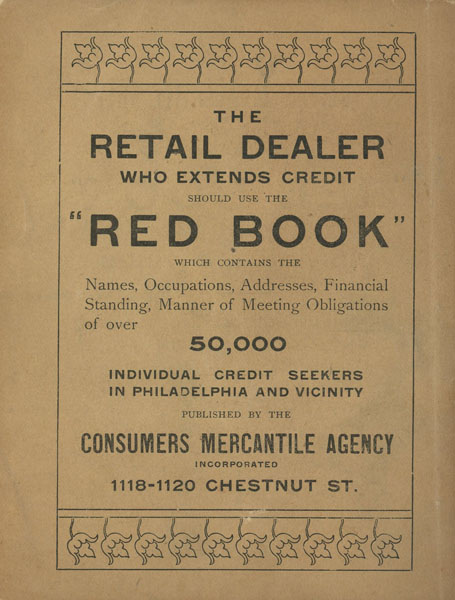 THE
RETAIL DEALER
WHO EXTENDS CREDIT
SHOULD USE THE
"RED BOOK"
WHICH CONTAINS THE
Names, Occupations, Addresses, Financial
Standing, Manner of Meeting Obligations
of over
50,000
INDIVIDUAL CREDIT SEEKERS
IN PHILADELPHIA AND VICINITY
PUBLISHED BY THE
CONSUMERS MERCANTILE AGENCY
INCORPORATED
1118-1120 CHESTNUT ST.